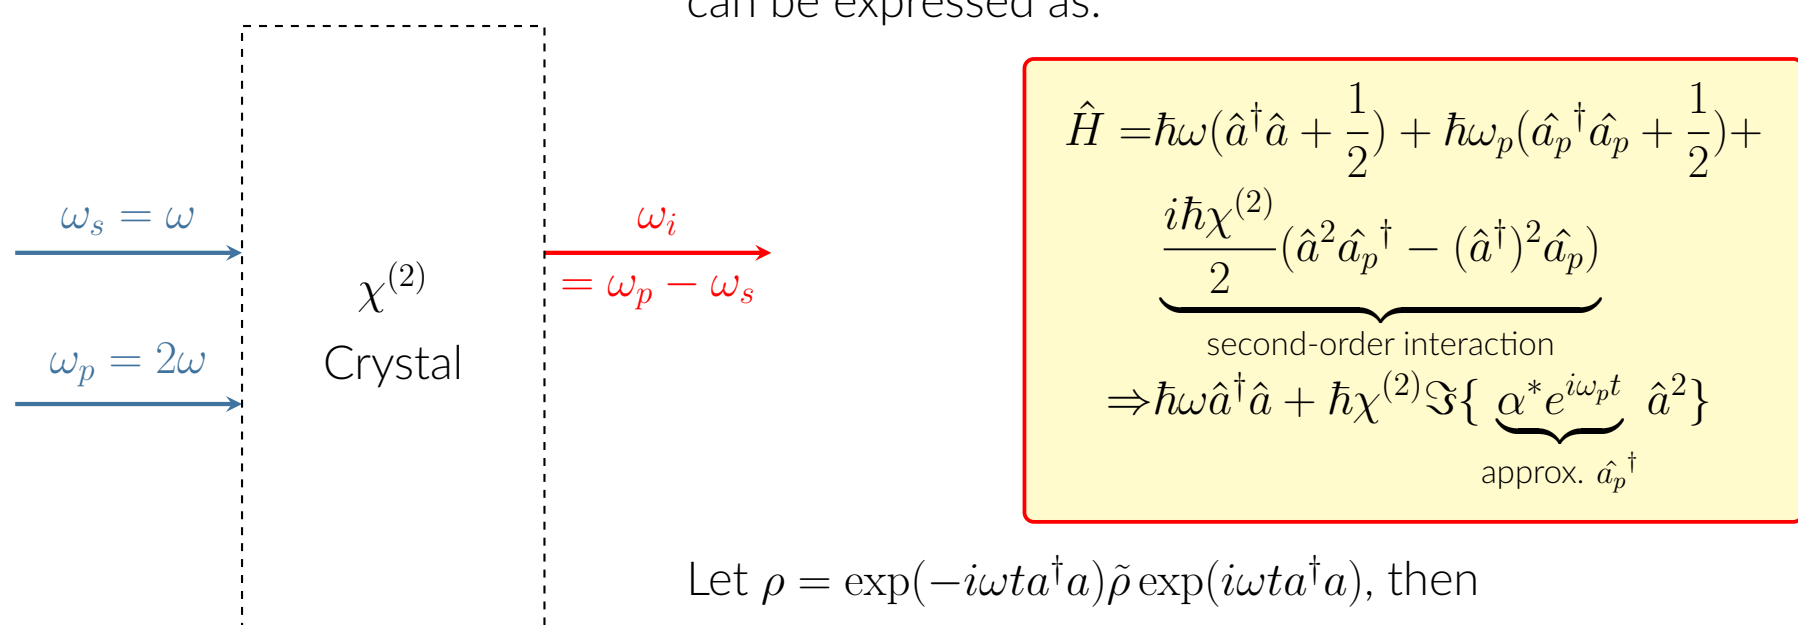 can be expressed as:
ω_s = ω
ω_p = 2ω
χ^{(2)}
Crystal
ω_i
= ω_p − ω_s
Ĥ =ℏω(â†â + 1/2) + ℏω_p(â_p†â_p + 1/2)+
iℏχ^{(2)}/2 (â²â_p† − (â†)²â_p)
second-order interaction
⇒ℏωâ†â + ℏχ^{(2)}ℑ{ α*e^{iω_p t} â²}
approx. â_p†
Let ρ = exp(−iωta†a)ρ̃ exp(iωta†a), then